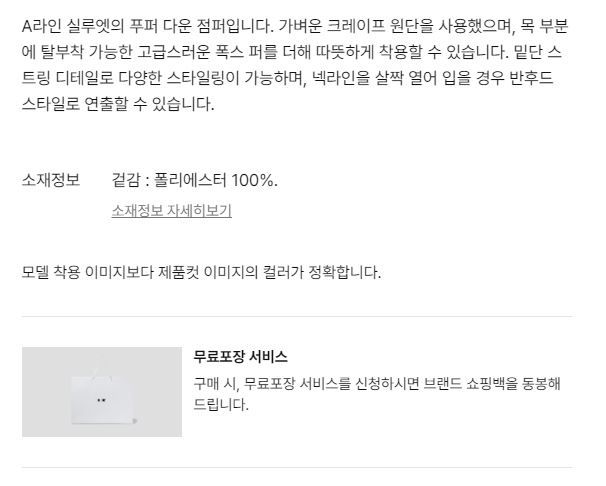 A라인 실루엣의 푸퍼 다운 점퍼입니다. 가벼운 크레이프 원단을 사용했으며, 목 부분
에 탈부착 가능한 고급스러운 폭스 퍼를 더해 따뜻하게 착용할 수 있습니다. 밑단 스
트링 디테일로 다양한 스타일링이 가능하며, 넥라인을 살짝 열어 입을 경우 반후드
스타일로 연출할 수 있습니다.
소재정보 겉감 : 폴리에스터 100%.
소재정보 자세히보기
모델 착용 이미지보다 제품컷 이미지의 컬러가 정확합니다.
무료포장 서비스
구매 시, 무료포장 서비스를 신청하시면 브랜드 쇼핑백을 동봉해
드립니다.